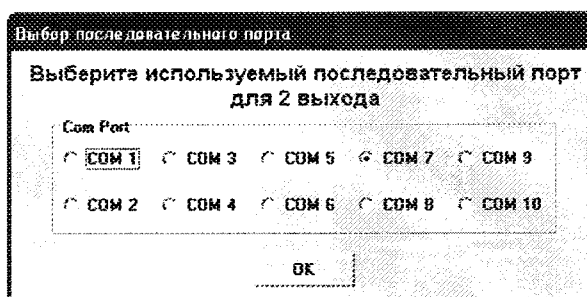 Выбор последовательного порта
Выберите используемый последовательный порт
для 2 выхода
Com Port
COM 1 COM 3 COM 5 COM 7 COM 9
COM 2 COM 4 COM 6 COM 8 COM 10
OK